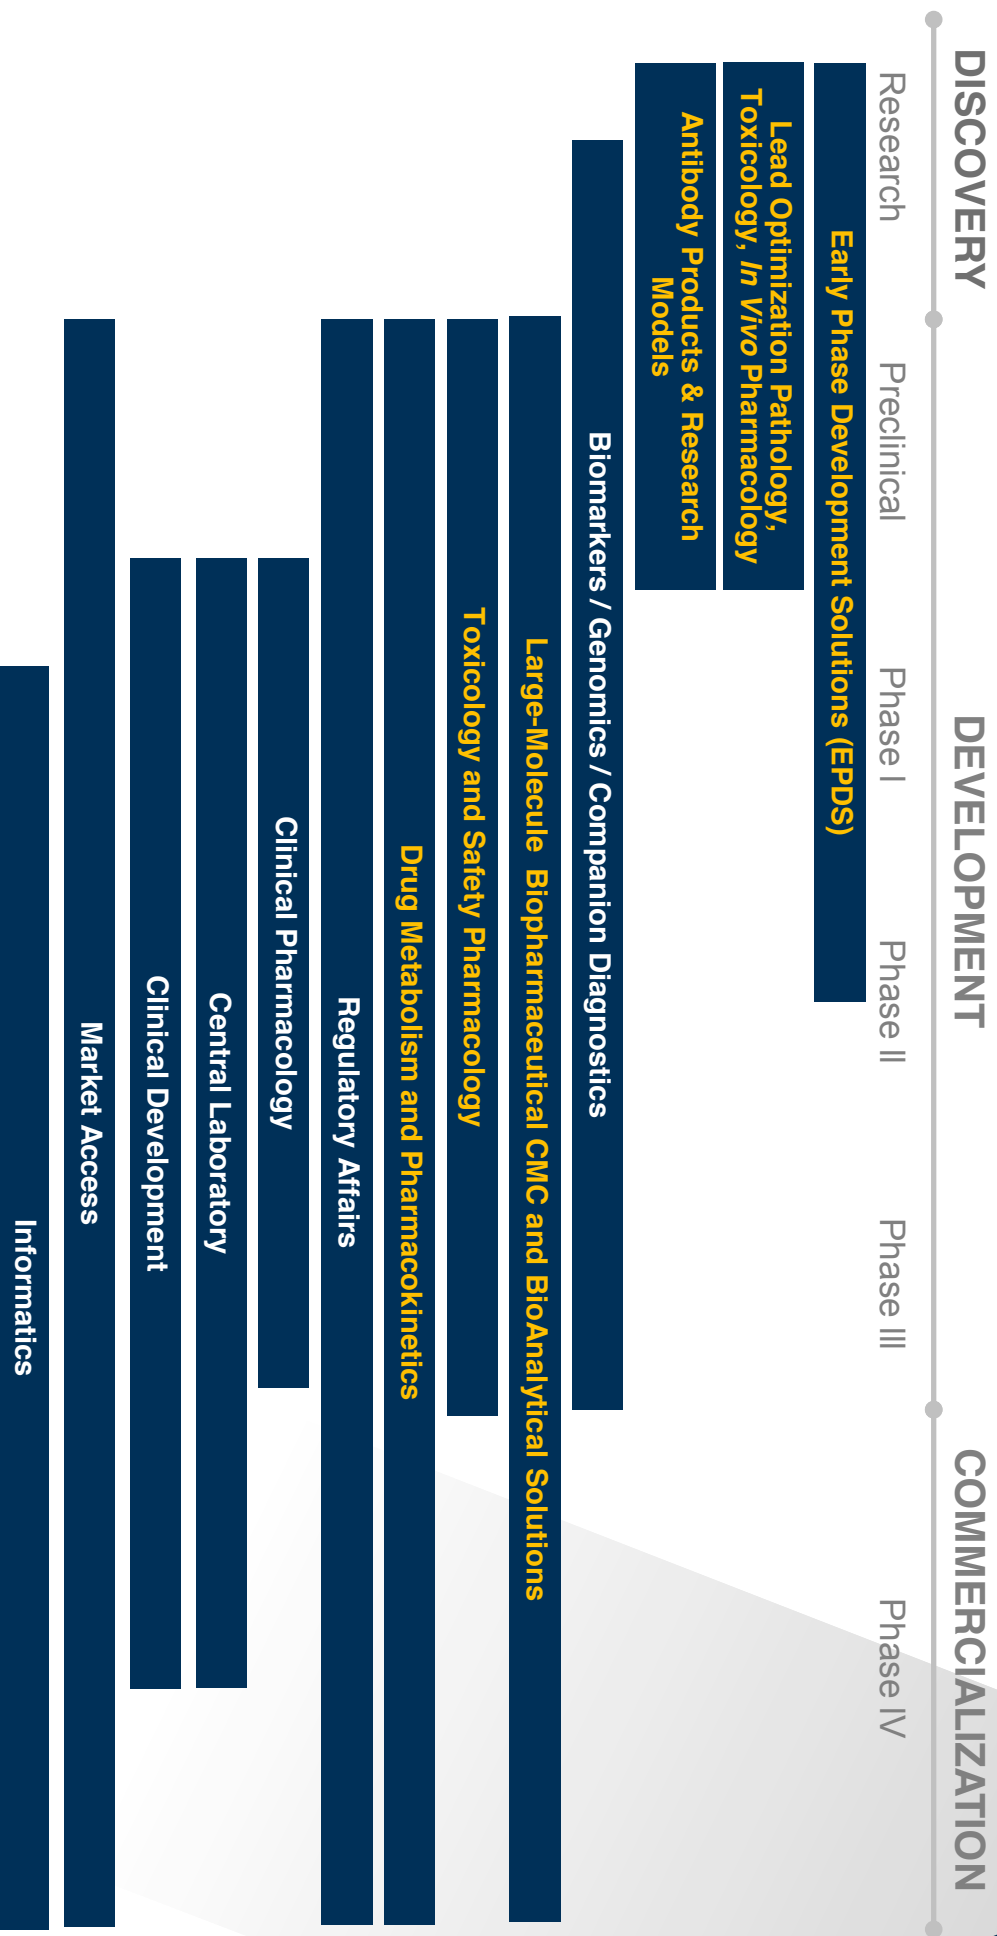 DISCOVERY
DEVELOPMENT
COMMERCIALIZATION
Research
Preclinical
Phase I
Phase II
Phase III
Phase IV
Early Phase Development Solutions (EPDS)
Lead Optimization Pathology,
Toxicology, In Vivo Pharmacology
Antibody Products & Research
Models
Biomarkers / Genomics / Companion Diagnostics
Large-Molecule Biopharmaceutical CMC and BioAnalytical Solutions
Toxicology and Safety Pharmacology
Drug Metabolism and Pharmacokinetics
Regulatory Affairs
Clinical Pharmacology
Central Laboratory
Clinical Development
Market Access
Informatics